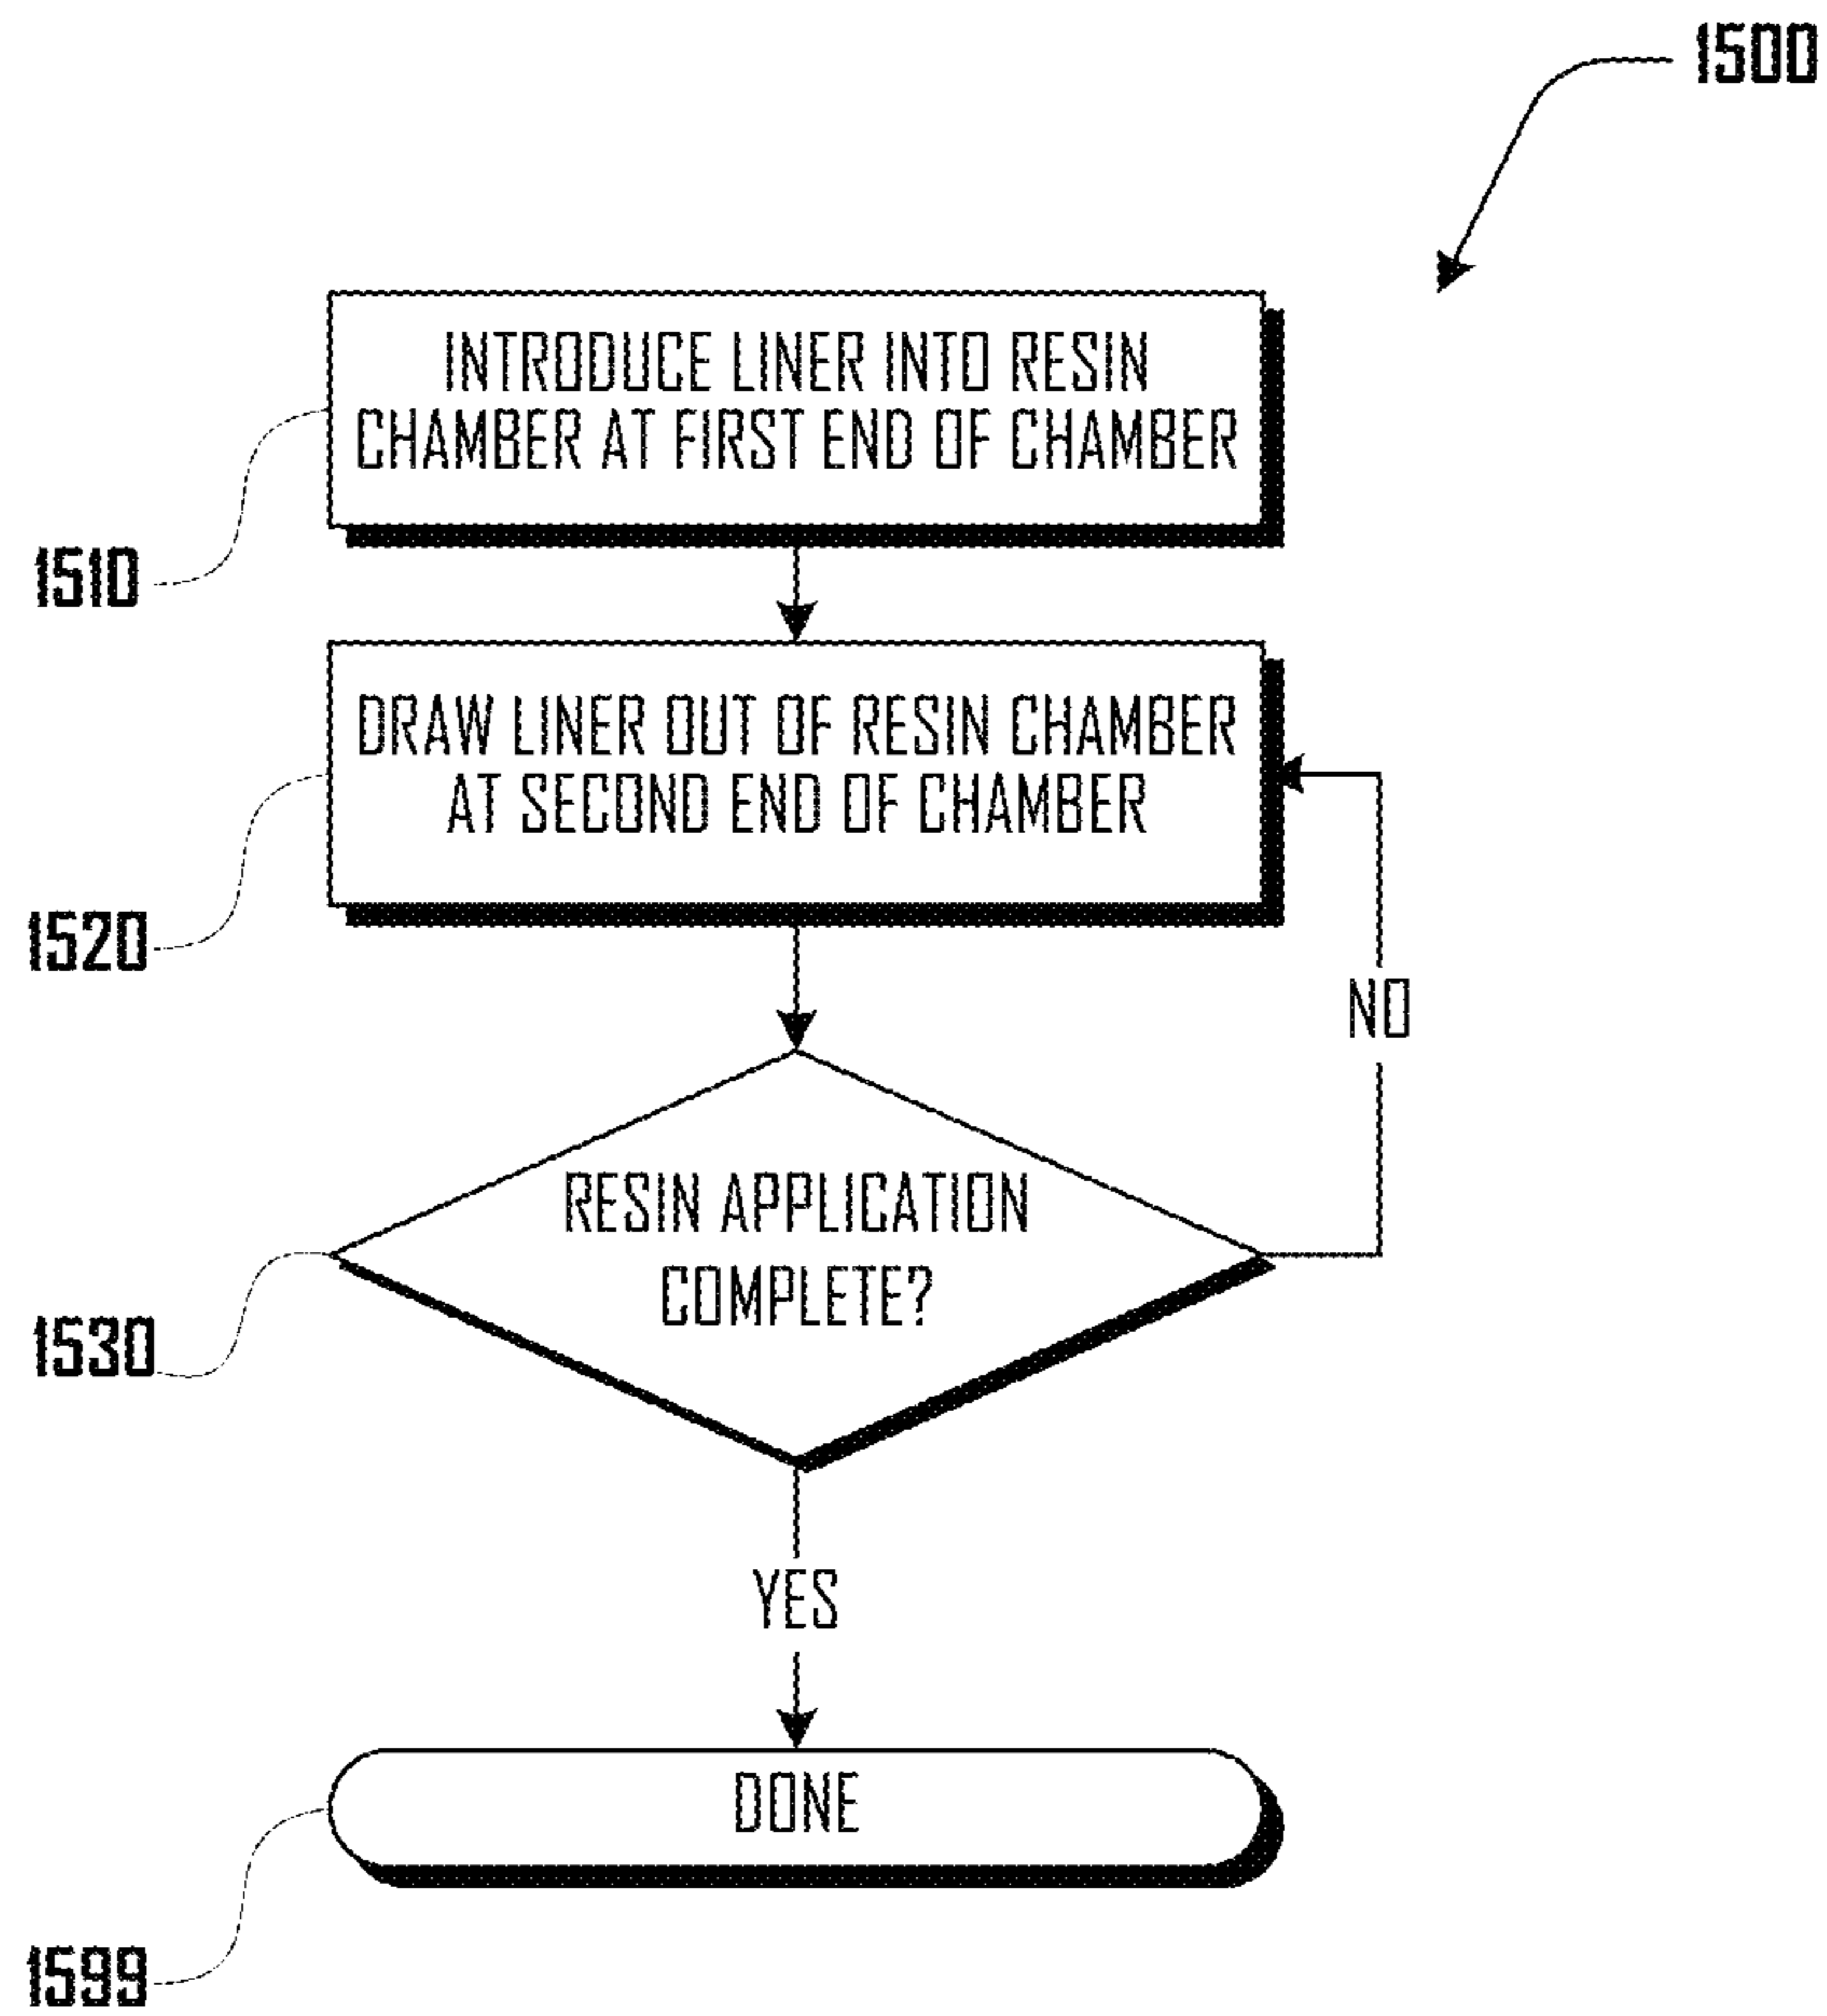 1500
INTRODUCE LINER INTO RESIN
CHAMBER AT FIRST END OF CHAMBER
1510
DRAW LINER OUT OF RESIN CHAMBER
AT SECOND END OF CHAMBER
1520
NO
RESIN APPLICATION
COMPLETE?
1530
YES
DONE
1599